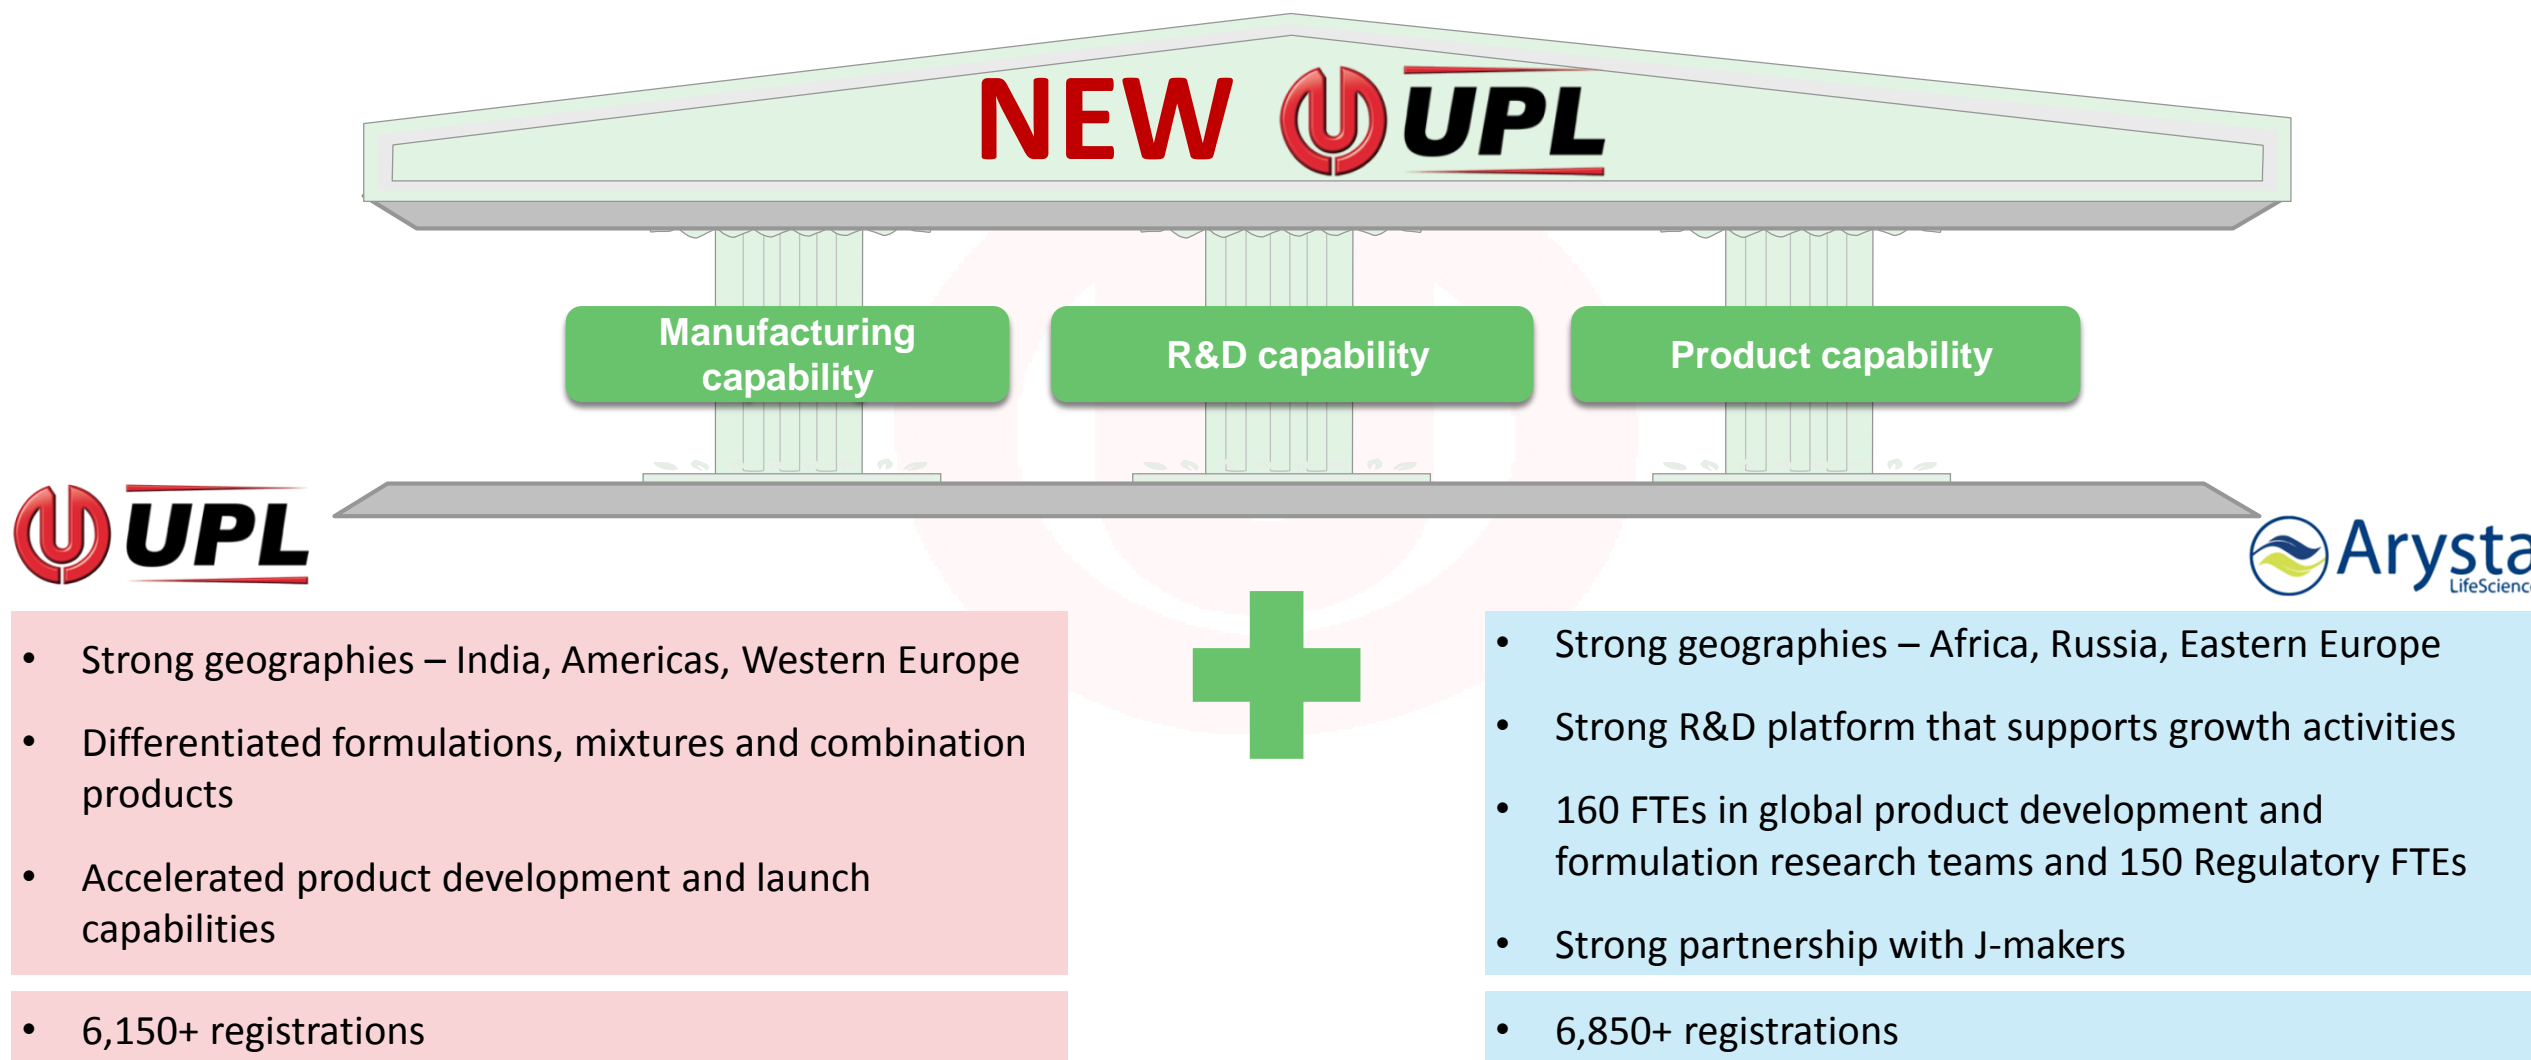 NEW UPL
Manufacturing
capability
R&D capability
Product capability
UPL
Arysta
LifeScience
• Strong geographies – India, Americas, Western Europe
• Differentiated formulations, mixtures and combination
products
• Accelerated product development and launch
capabilities
• 6,150+ registrations
• Strong geographies – Africa, Russia, Eastern Europe
• Strong R&D platform that supports growth activities
• 160 FTEs in global product development and
formulation research teams and 150 Regulatory FTEs
• Strong partnership with J-makers
• 6,850+ registrations